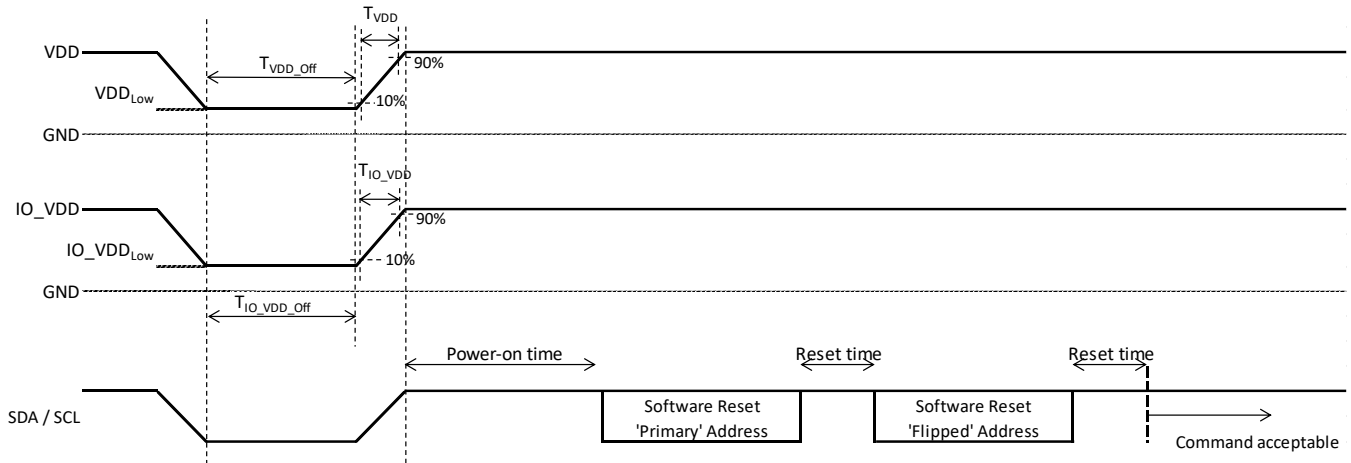 T_VDD
VDD
T_VDD_Off
90%
VDD_Low
10%
GND
T_IO_VDD
IO_VDD
90%
IO_VDD_Low
10%
GND
T_IO_VDD_Off
Power-on time
Reset time
Reset time
SDA / SCL
Software Reset
'Primary' Address
Software Reset
'Flipped' Address
Command acceptable